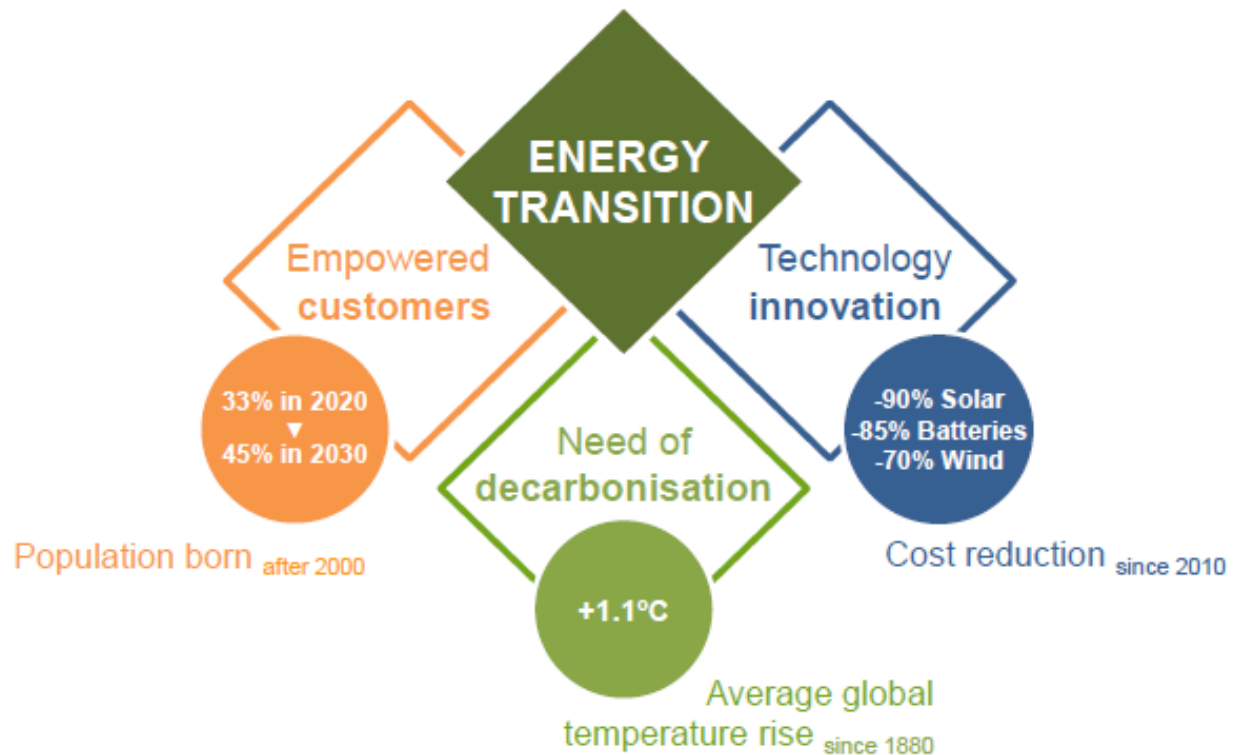 ENERGY
TRANSITION
Empowered
customers
33% in 2020
▼
45% in 2030
Population born after 2000
Need of
decarbonisation
+1.1ºC
Average global
temperature rise since 1880
Technology
innovation
-90% Solar
-85% Batteries
-70% Wind
Cost reduction since 2010